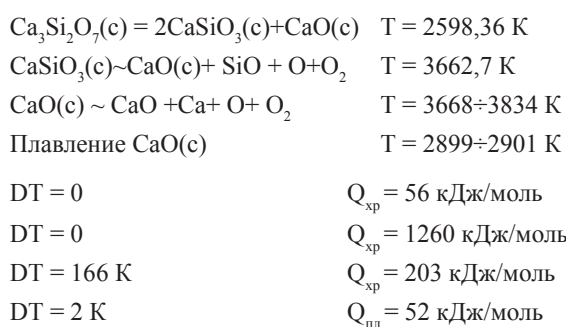 Ca₃Si₂O₇(c) = 2CaSiO₃(c)+CaO(c) T = 2598,36 К
CaSiO₃(c)~CaO(c)+ SiO + O+O₂ T = 3662,7 К
CaO(c) ~ CaO +Ca+ O+ O₂ T = 3668÷3834 К
Плавление CaO(c) T = 2899÷2901 К
DT = 0 Qхр = 56 кДж/моль
DT = 0 Qхр = 1260 кДж/моль
DT = 166 К Qхр = 203 кДж/моль
DT = 2 К Qпл = 52 кДж/моль